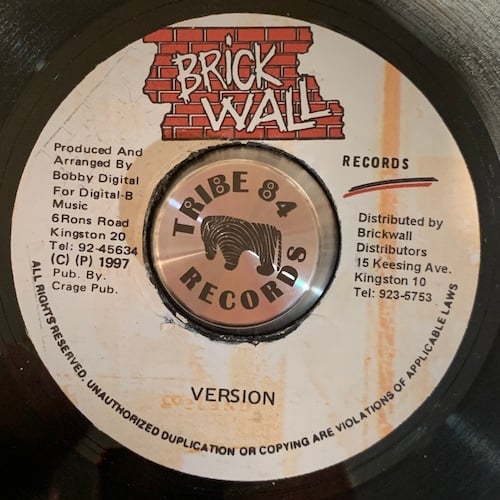 BRICK
WALL
RECORDS
Produced And
Arranged By
Bobby Digital
For Digital-B
Music
6Rons Road
Kingston 20
Tel: 92-45634
(C) (P) 1997
Pub. By.
Crage Pub.
TRIBE 84
RECORDS
Distributed by
Brickwall
Distributors
15 Keesing Ave.
Kingston 10
Tel: 923-5753
VERSION
ALL RIGHTS RESERVED. UNAUTHORIZED DUPLICATION OR COPYING ARE VIOLATIONS OF APPLICABLE LAWS